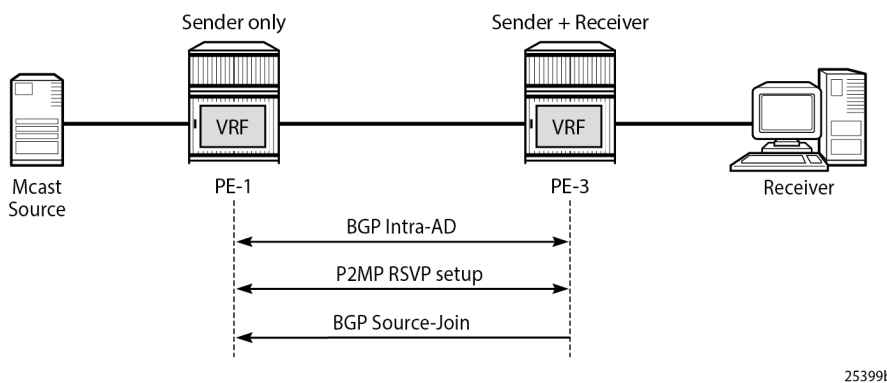 Sender only
Sender + Receiver
VRF
VRF
Mcast
Source
PE-1
PE-3
Receiver
BGP Intra-AD
P2MP RSVP setup
BGP Source-Join
25399b